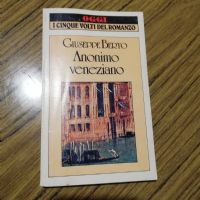 OGGI
I CINQUE VOLTI DEL ROMANZO
GIUSEPPE BERTO
Anonimo
veneziano